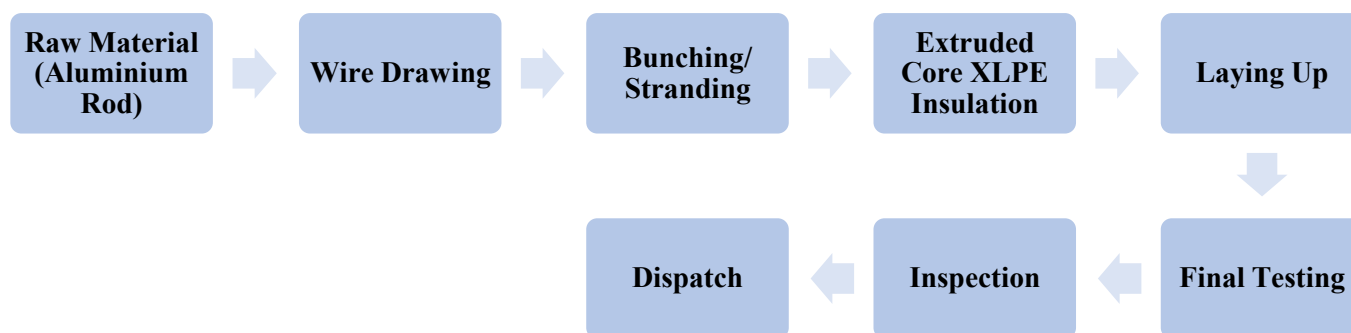 Raw Material
(Aluminium
Rod)
Wire Drawing
Bunching/
Stranding
Extruded
Core XLPE
Insulation
Laying Up
Final Testing
Inspection
Dispatch